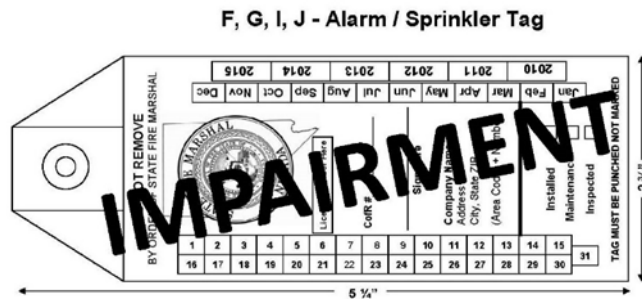 F, G, I, J - Alarm / Sprinkler Tag
2015 2014 2013 2012 2011 2010
Dec Nov Oct Sep Aug Jul Jun May Apr Mar Feb Jan
NOT REMOVE
BY ORDER OF STATE FIRE MARSHAL
IMPAIRMENT
CofR #
Company Name
Address
City, State ZIP
(Area Code) + Number
Installed
Maintenance
Inspected
TAG MUST BE PUNCHED NOT MARKED
1 2 3 4 5 6 7 8 9 10 11 12 13 14 15
16 17 18 19 20 21 22 23 24 25 26 27 28 29 30 31
5 ¼"